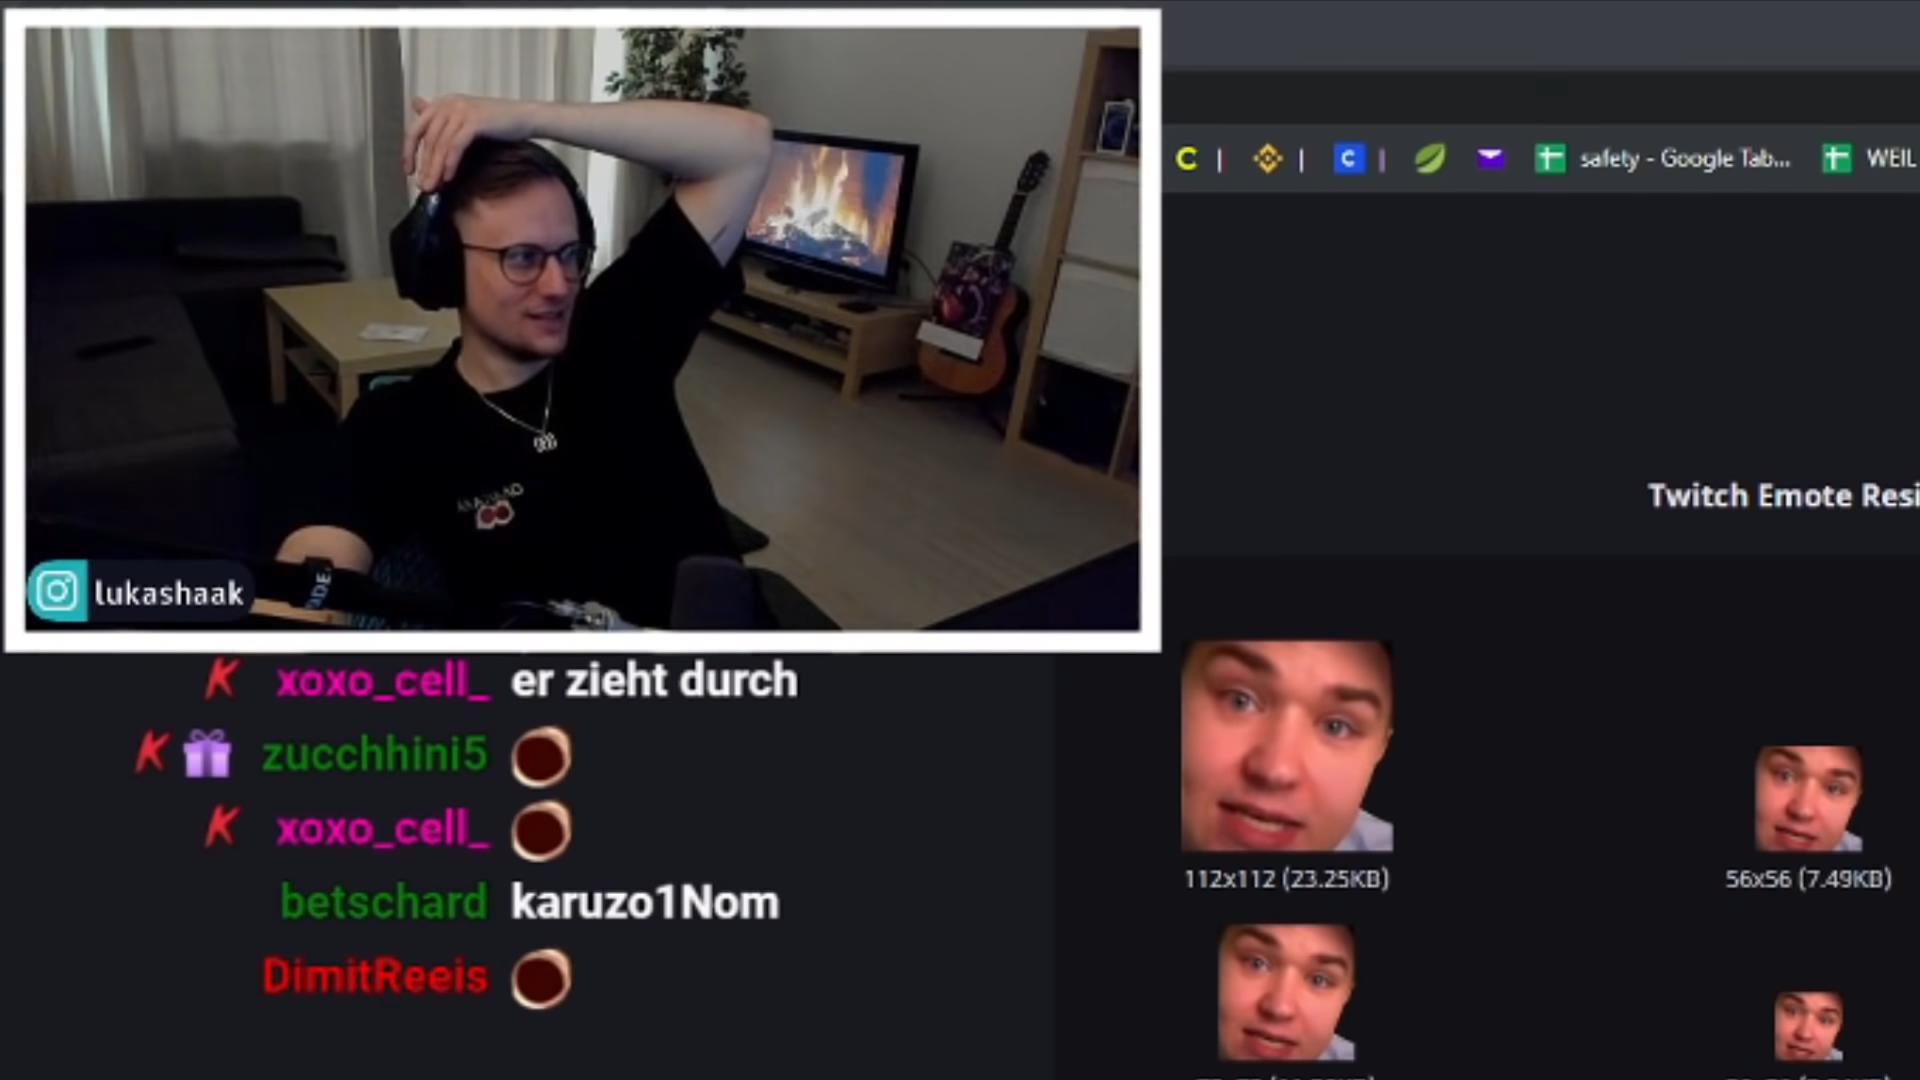 C | | C | safety - Google Tab... WEIL
Twitch Emote Resi
lukashaak
K xoxo_cell_ er zieht durch
K zucchhini5
K xoxo_cell_
betschard karuzo1Nom
DimitReeis
112x112 (23.25KB) 56x56 (7.49KB)